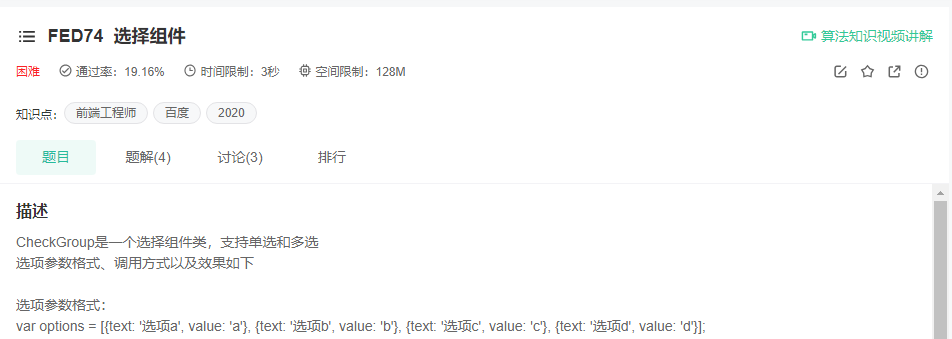 FED74 选择组件
算法知识视频讲解
困难 通过率：19.16% 时间限制：3秒 空间限制：128M
知识点： 前端工程师 百度 2020
题目 题解(4) 讨论(3) 排行
描述
CheckGroup是一个选择组件类，支持单选和多选
选项参数格式、调用方式以及效果如下
选项参数格式：
var options = [{text: '选项a', value: 'a'}, {text: '选项b', value: 'b'}, {text: '选项c', value: 'c'}, {text: '选项d', value: 'd'}];